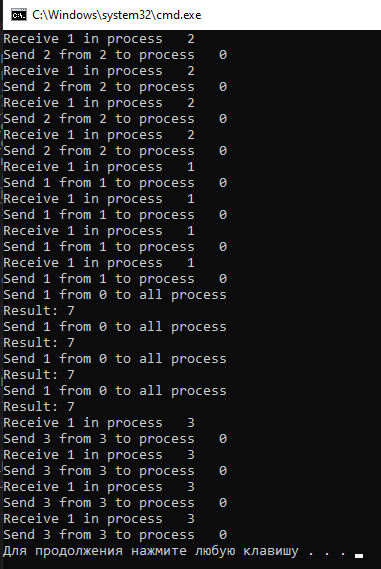 C:\Windows\system32\cmd.exe
Receive 1 in process   2
Send 2 from 2 to process   0
Receive 1 in process   2
Send 2 from 2 to process   0
Receive 1 in process   2
Send 2 from 2 to process   0
Receive 1 in process   2
Send 2 from 2 to process   0
Receive 1 in process   1
Send 1 from 1 to process   0
Receive 1 in process   1
Send 1 from 1 to process   0
Receive 1 in process   1
Send 1 from 1 to process   0
Receive 1 in process   1
Send 1 from 1 to process   0
Send 1 from 0 to all process
Result: 7
Send 1 from 0 to all process
Result: 7
Send 1 from 0 to all process
Result: 7
Send 1 from 0 to all process
Result: 7
Receive 1 in process   3
Send 3 from 3 to process   0
Receive 1 in process   3
Send 3 from 3 to process   0
Receive 1 in process   3
Send 3 from 3 to process   0
Receive 1 in process   3
Send 3 from 3 to process   0
Для продолжения нажмите любую клавишу . . .